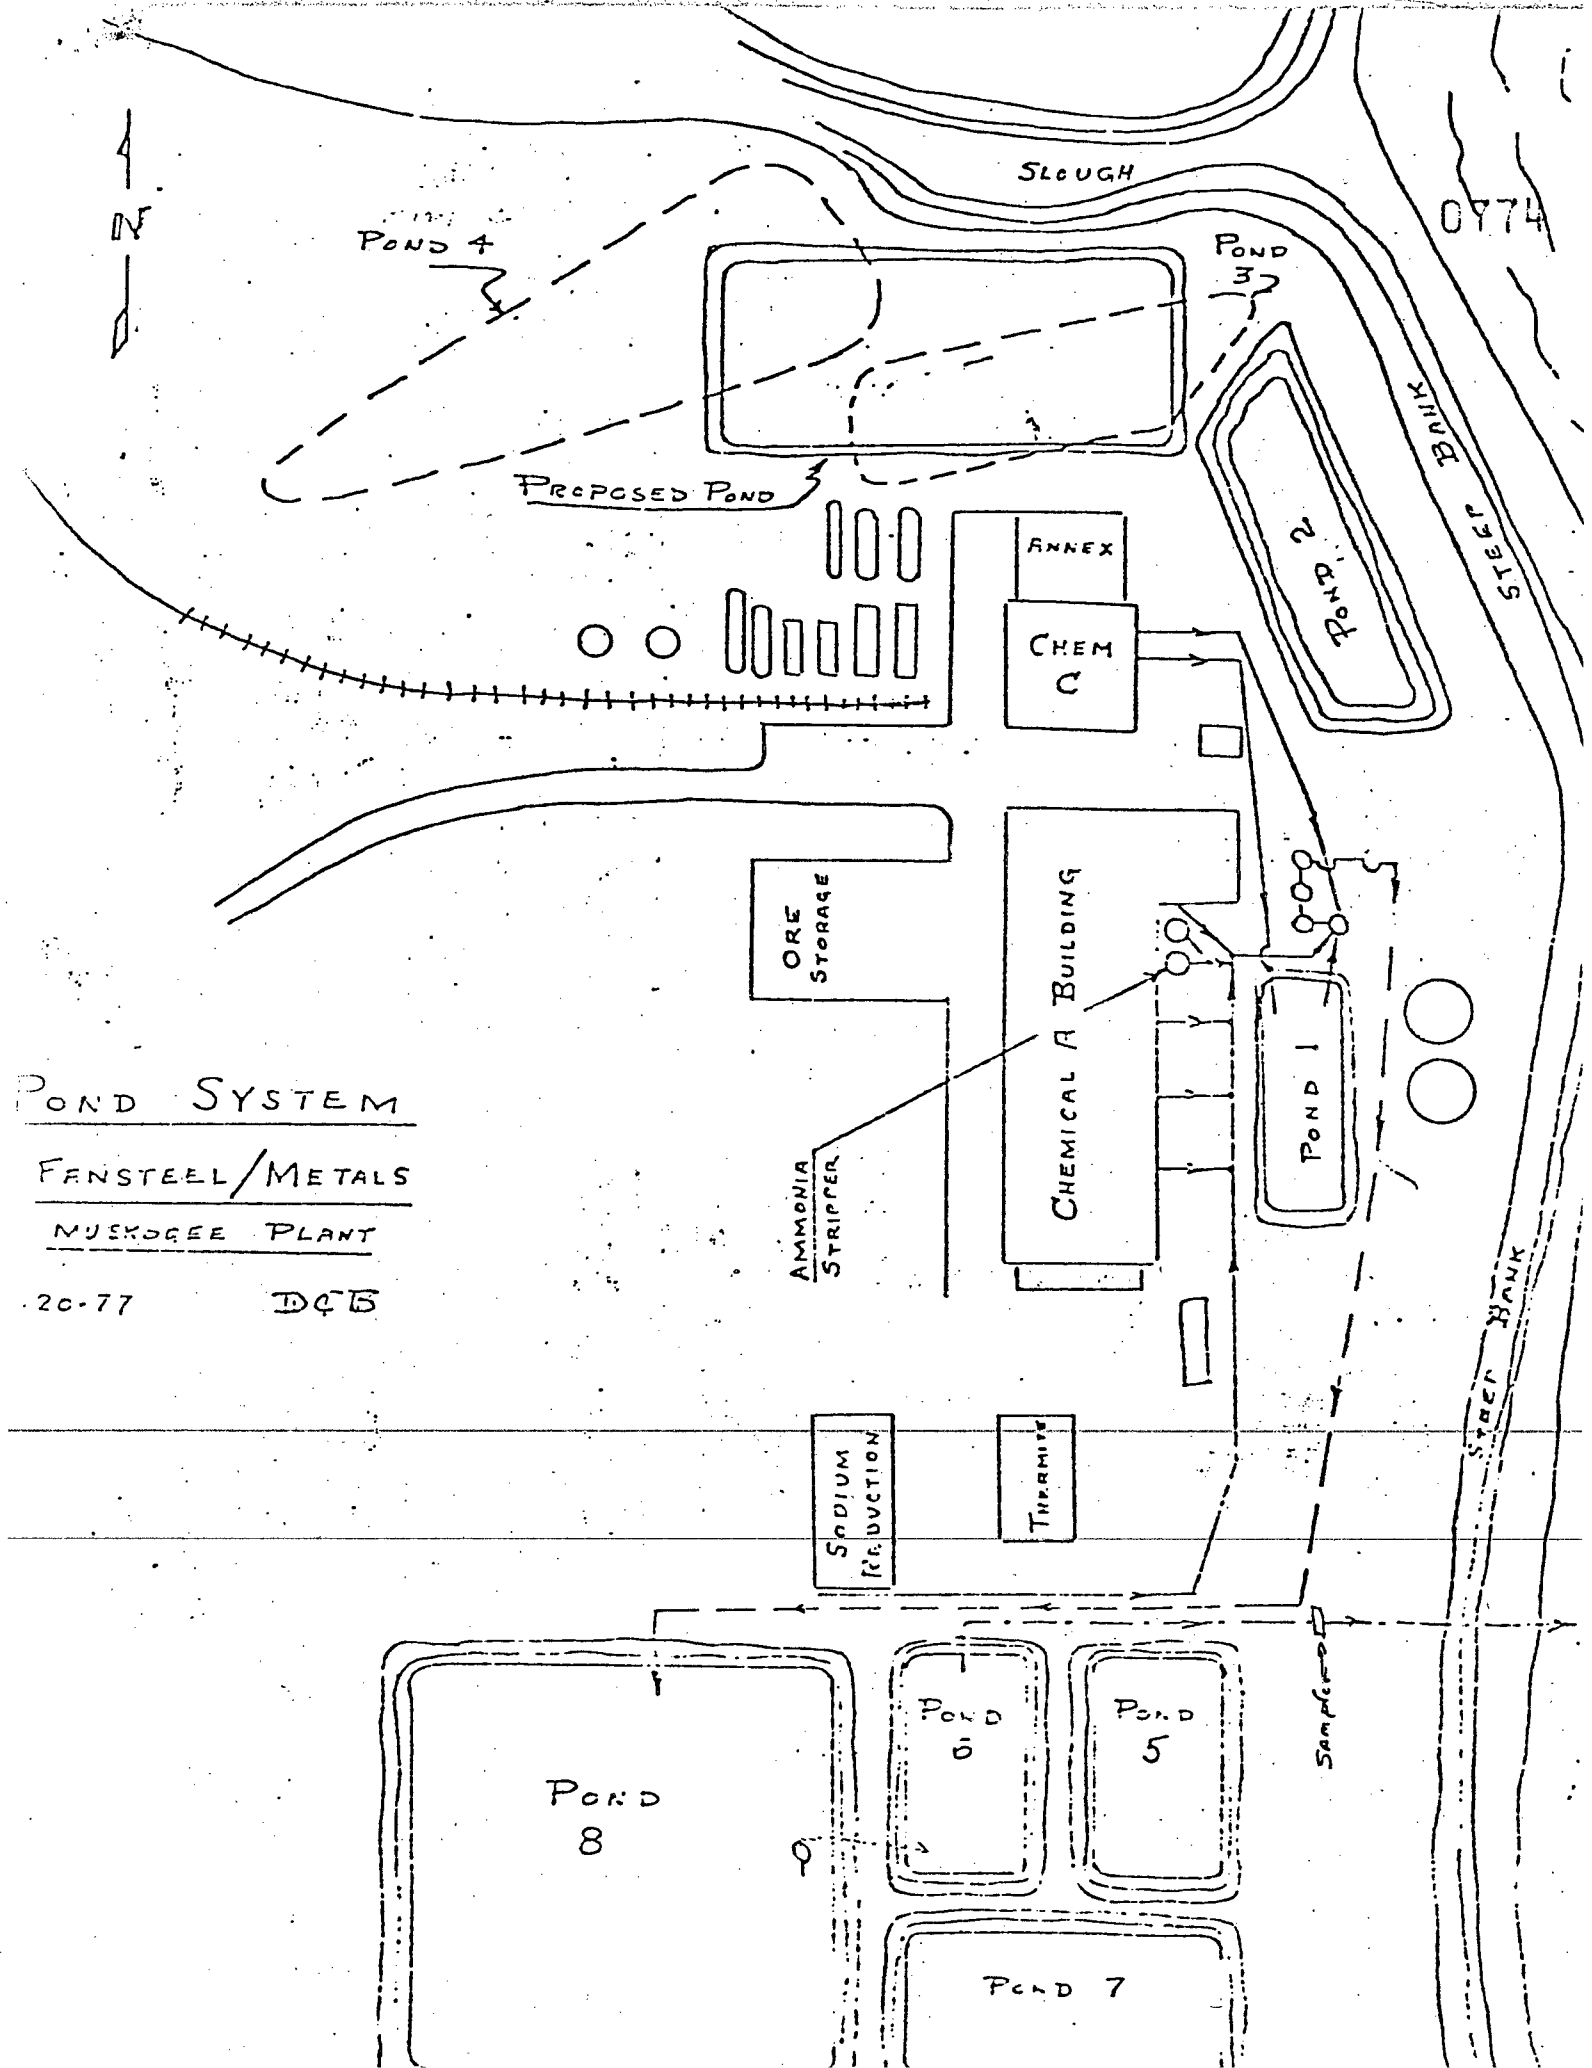 SLOUGH
0774
N
POND 4
POND
3
STEEP BANK
PROPOSED POND
POND 2
ANNEX
CHEM
C
ORE
STORAGE
CHEMICAL A BUILDING
POND 1
POND SYSTEM
FANSTEEL/METALS
MUSKOGEE PLANT
20-77 DCB
AMMONIA
STRIPPER
STEEP BANK
SODIUM
REDUCTION
THERMITE
Sampler
POND
6
POND
5
POND
8
POND 7